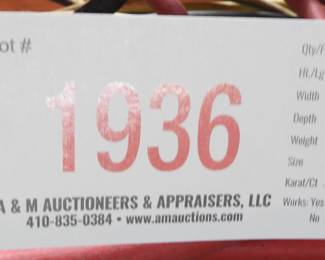 ot #
1936
A & M AUCTIONEERS & APPRAISERS, LLC
410-835-0384 • www.amauctions.com
Qty/
Ht./Lg
Width
Depth
Weight
Size
Karat/Ct
Works: Yes
No